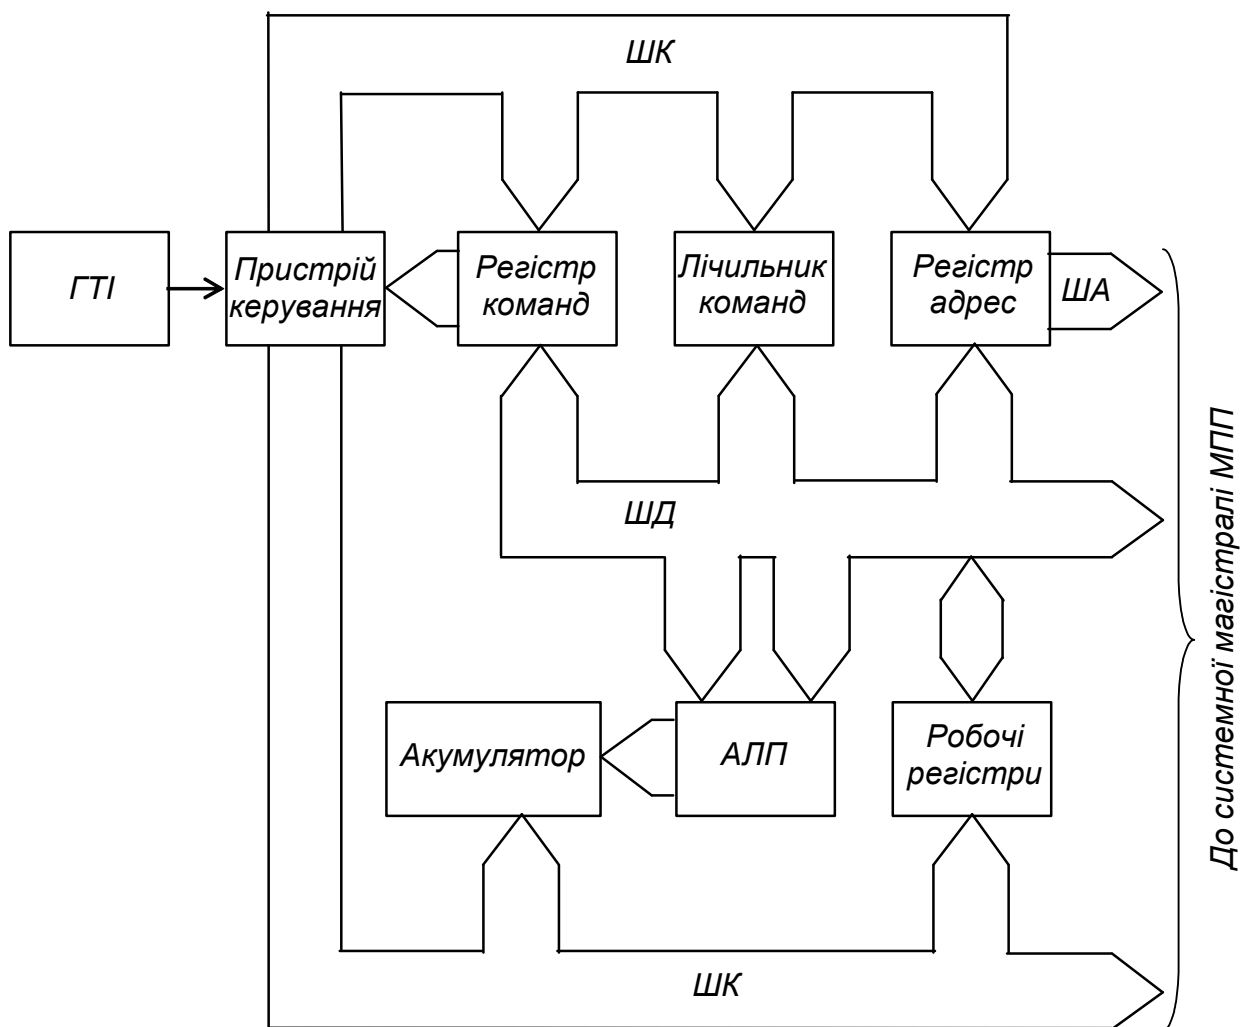 ШК
ГТІ
Пристрій
керування
Регістр
команд
Лічильник
команд
Регістр
адрес
ША
ШД
Акумулятор
АЛП
Робочі
регістри
ШК
До системної магістралі МПП